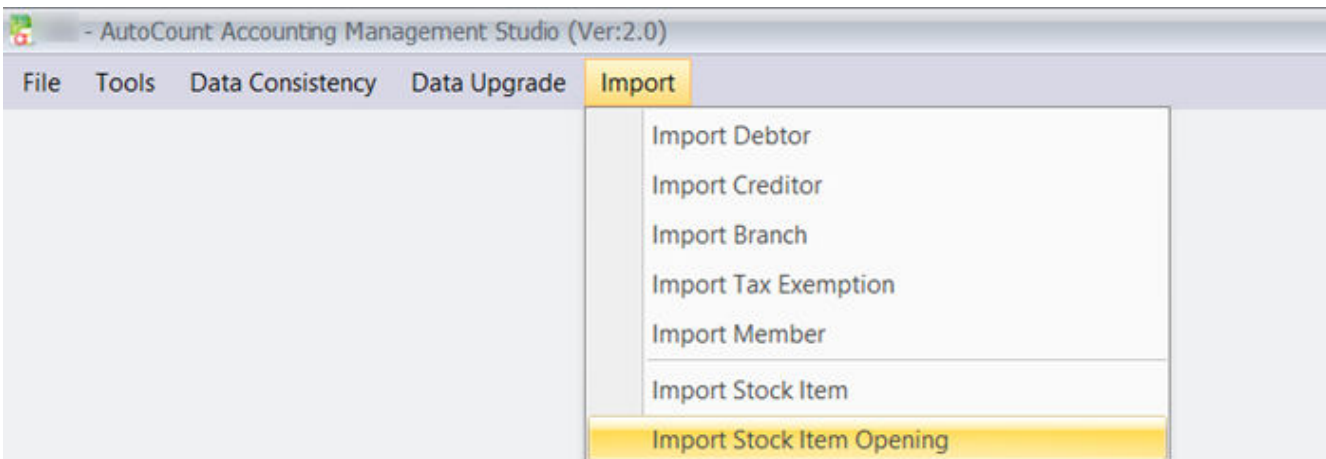 - AutoCount Accounting Management Studio (Ver:2.0)
File Tools Data Consistency Data Upgrade Import
Import Debtor
Import Creditor
Import Branch
Import Tax Exemption
Import Member
Import Stock Item
Import Stock Item Opening